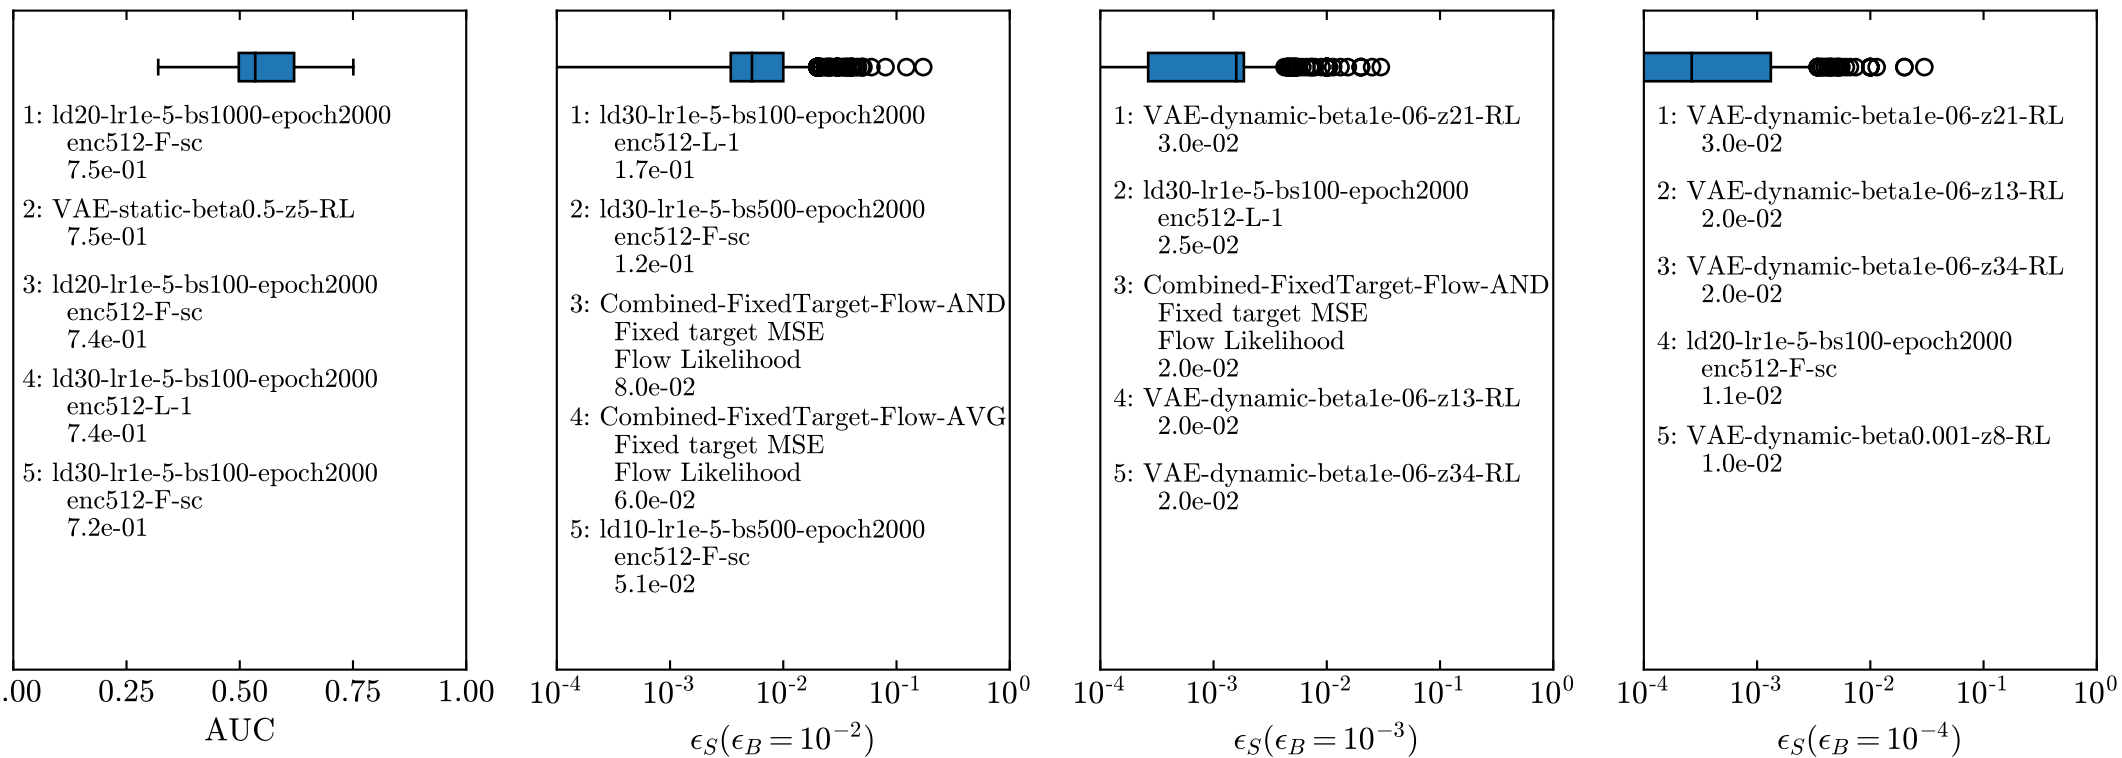 1: ld20-lr1e-5-bs1000-epoch2000
enc512-F-sc
7.5e-01
2: VAE-static-beta0.5-z5-RL
7.5e-01
3: ld20-lr1e-5-bs100-epoch2000
enc512-F-sc
7.4e-01
4: ld30-lr1e-5-bs100-epoch2000
enc512-L-1
7.4e-01
5: ld30-lr1e-5-bs100-epoch2000
enc512-F-sc
7.2e-01
.00 0.25 0.50 0.75 1.00
AUC
1: ld30-lr1e-5-bs100-epoch2000
enc512-L-1
1.7e-01
2: ld30-lr1e-5-bs500-epoch2000
enc512-F-sc
1.2e-01
3: Combined-FixedTarget-Flow-AND
Fixed target MSE
Flow Likelihood
8.0e-02
4: Combined-FixedTarget-Flow-AVG
Fixed target MSE
Flow Likelihood
6.0e-02
5: ld10-lr1e-5-bs500-epoch2000
enc512-F-sc
5.1e-02
10^-4 10^-3 10^-2 10^-1 10^0
ϵ_S(ϵ_B = 10^−2)
1: VAE-dynamic-beta1e-06-z21-RL
3.0e-02
2: ld30-lr1e-5-bs100-epoch2000
enc512-L-1
2.5e-02
3: Combined-FixedTarget-Flow-AND
Fixed target MSE
Flow Likelihood
2.0e-02
4: VAE-dynamic-beta1e-06-z13-RL
2.0e-02
5: VAE-dynamic-beta1e-06-z34-RL
2.0e-02
10^-4 10^-3 10^-2 10^-1 10^0
ϵ_S(ϵ_B = 10^−3)
1: VAE-dynamic-beta1e-06-z21-RL
3.0e-02
2: VAE-dynamic-beta1e-06-z13-RL
2.0e-02
3: VAE-dynamic-beta1e-06-z34-RL
2.0e-02
4: ld20-lr1e-5-bs100-epoch2000
enc512-F-sc
1.1e-02
5: VAE-dynamic-beta0.001-z8-RL
1.0e-02
10^-4 10^-3 10^-2 10^-1 10^0
ϵ_S(ϵ_B = 10^−4)